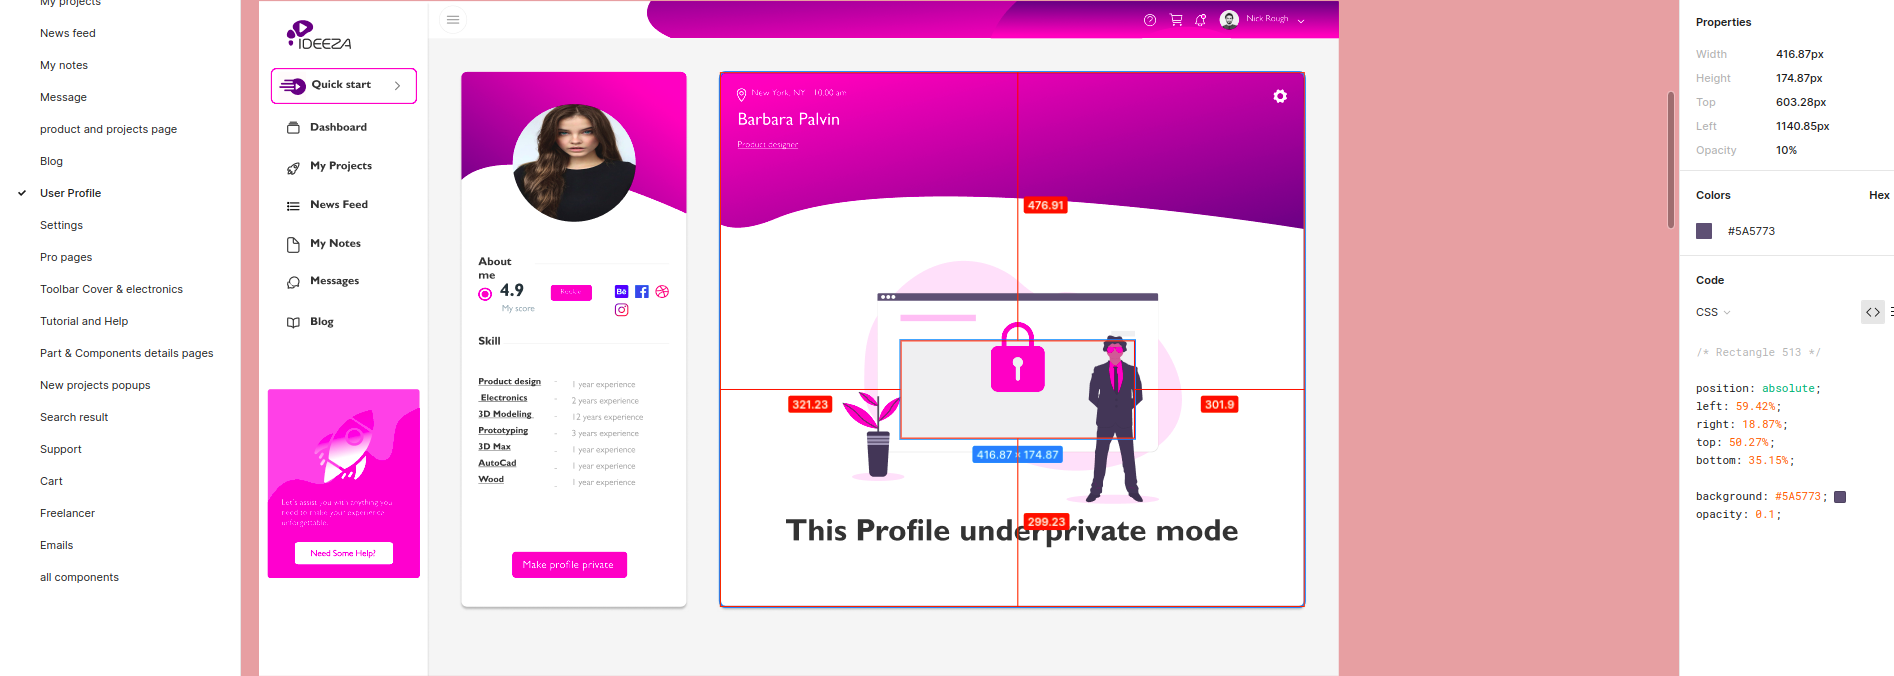 My projects
News feed
My notes
Message
product and projects page
Blog
User Profile
Settings
Pro pages
Toolbar Cover & electronics
Tutorial and Help
Part & Components details pages
New projects popups
Search result
Support
Cart
Freelancer
Emails
all components
IDEEZA
Quick start
Dashboard
My Projects
News Feed
My Notes
Messages
Blog
Let's assist you with anything you
need to make your experience
unforgettable.
Need Some Help?
Nick Rough
About
me
4.9
My score
Bē
Skill
Product design - 1 year experience
Electronics - 2 years experience
3D Modeling - 12 years experience
Prototyping - 3 years experience
3D Max - 1 year experience
AutoCad - 1 year experience
Wood - 1 year experience
Make profile private
New York, NY 10.00 am
Barbara Palvin
Product designer
476.91
321.23
301.9
416.87 × 174.87
299.23
This Profile under private mode
Properties
Width 416.87px
Height 174.87px
Top 603.28px
Left 1140.85px
Opacity 10%
Colors Hex
#5A5773
Code
CSS
/* Rectangle 513 */
position: absolute;
left: 59.42%;
right: 18.87%;
top: 50.27%;
bottom: 35.15%;
background: #5A5773;
opacity: 0.1;